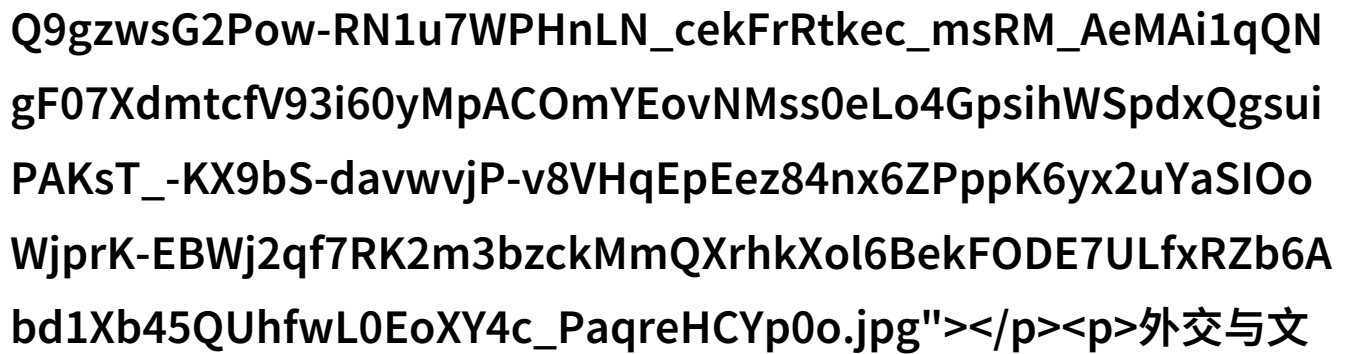 Q9gzwsG2Pow-RN1u7WPHnLN_cekFrRtkec_msRM_AeMAi1qQN
gF07XdmtcfV93i60yMpACOmYEovNMss0eLo4GpsihWSpdxQgsui
PAKsT_-KX9bS-davwvjP-v8VHqEpEez84nx6ZPppK6yx2uYaSIOo
WjprK-EBWj2qf7RK2m3bzckMmQXrhkXol6BekFODE7ULfxRZb6A
bd1Xb45QUhfwL0EoXY4c_PaqreHCYp0o.jpg"></p><p>外交与文